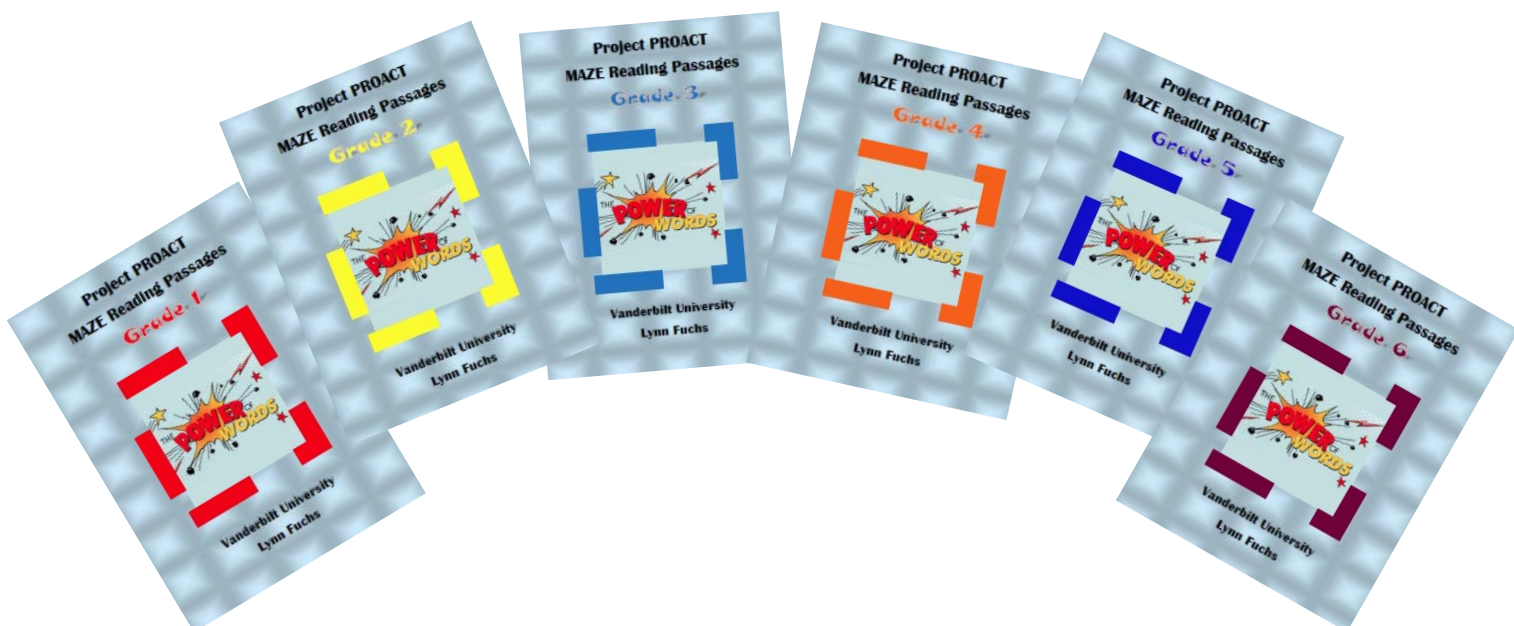 Project PROACT
MAZE Reading Passages
Grade 1
THE
POWER
OF
WORDS
Vanderbilt University
Lynn Fuchs
Project PROACT
MAZE Reading Passages
Grade 2
THE
POWER
OF
WORDS
Vanderbilt University
Lynn Fuchs
Project PROACT
MAZE Reading Passages
Grade 3
THE
POWER
OF
WORDS
Vanderbilt University
Lynn Fuchs
Project PROACT
MAZE Reading Passages
Grade 4
THE
POWER
OF
WORDS
Vanderbilt University
Lynn Fuchs
Project PROACT
MAZE Reading Passages
Grade 5
THE
POWER
OF
WORDS
Vanderbilt University
Lynn Fuchs
Project PROACT
MAZE Reading Passages
Grade 6
THE
POWER
OF
WORDS
Vanderbilt University
Lynn Fuchs